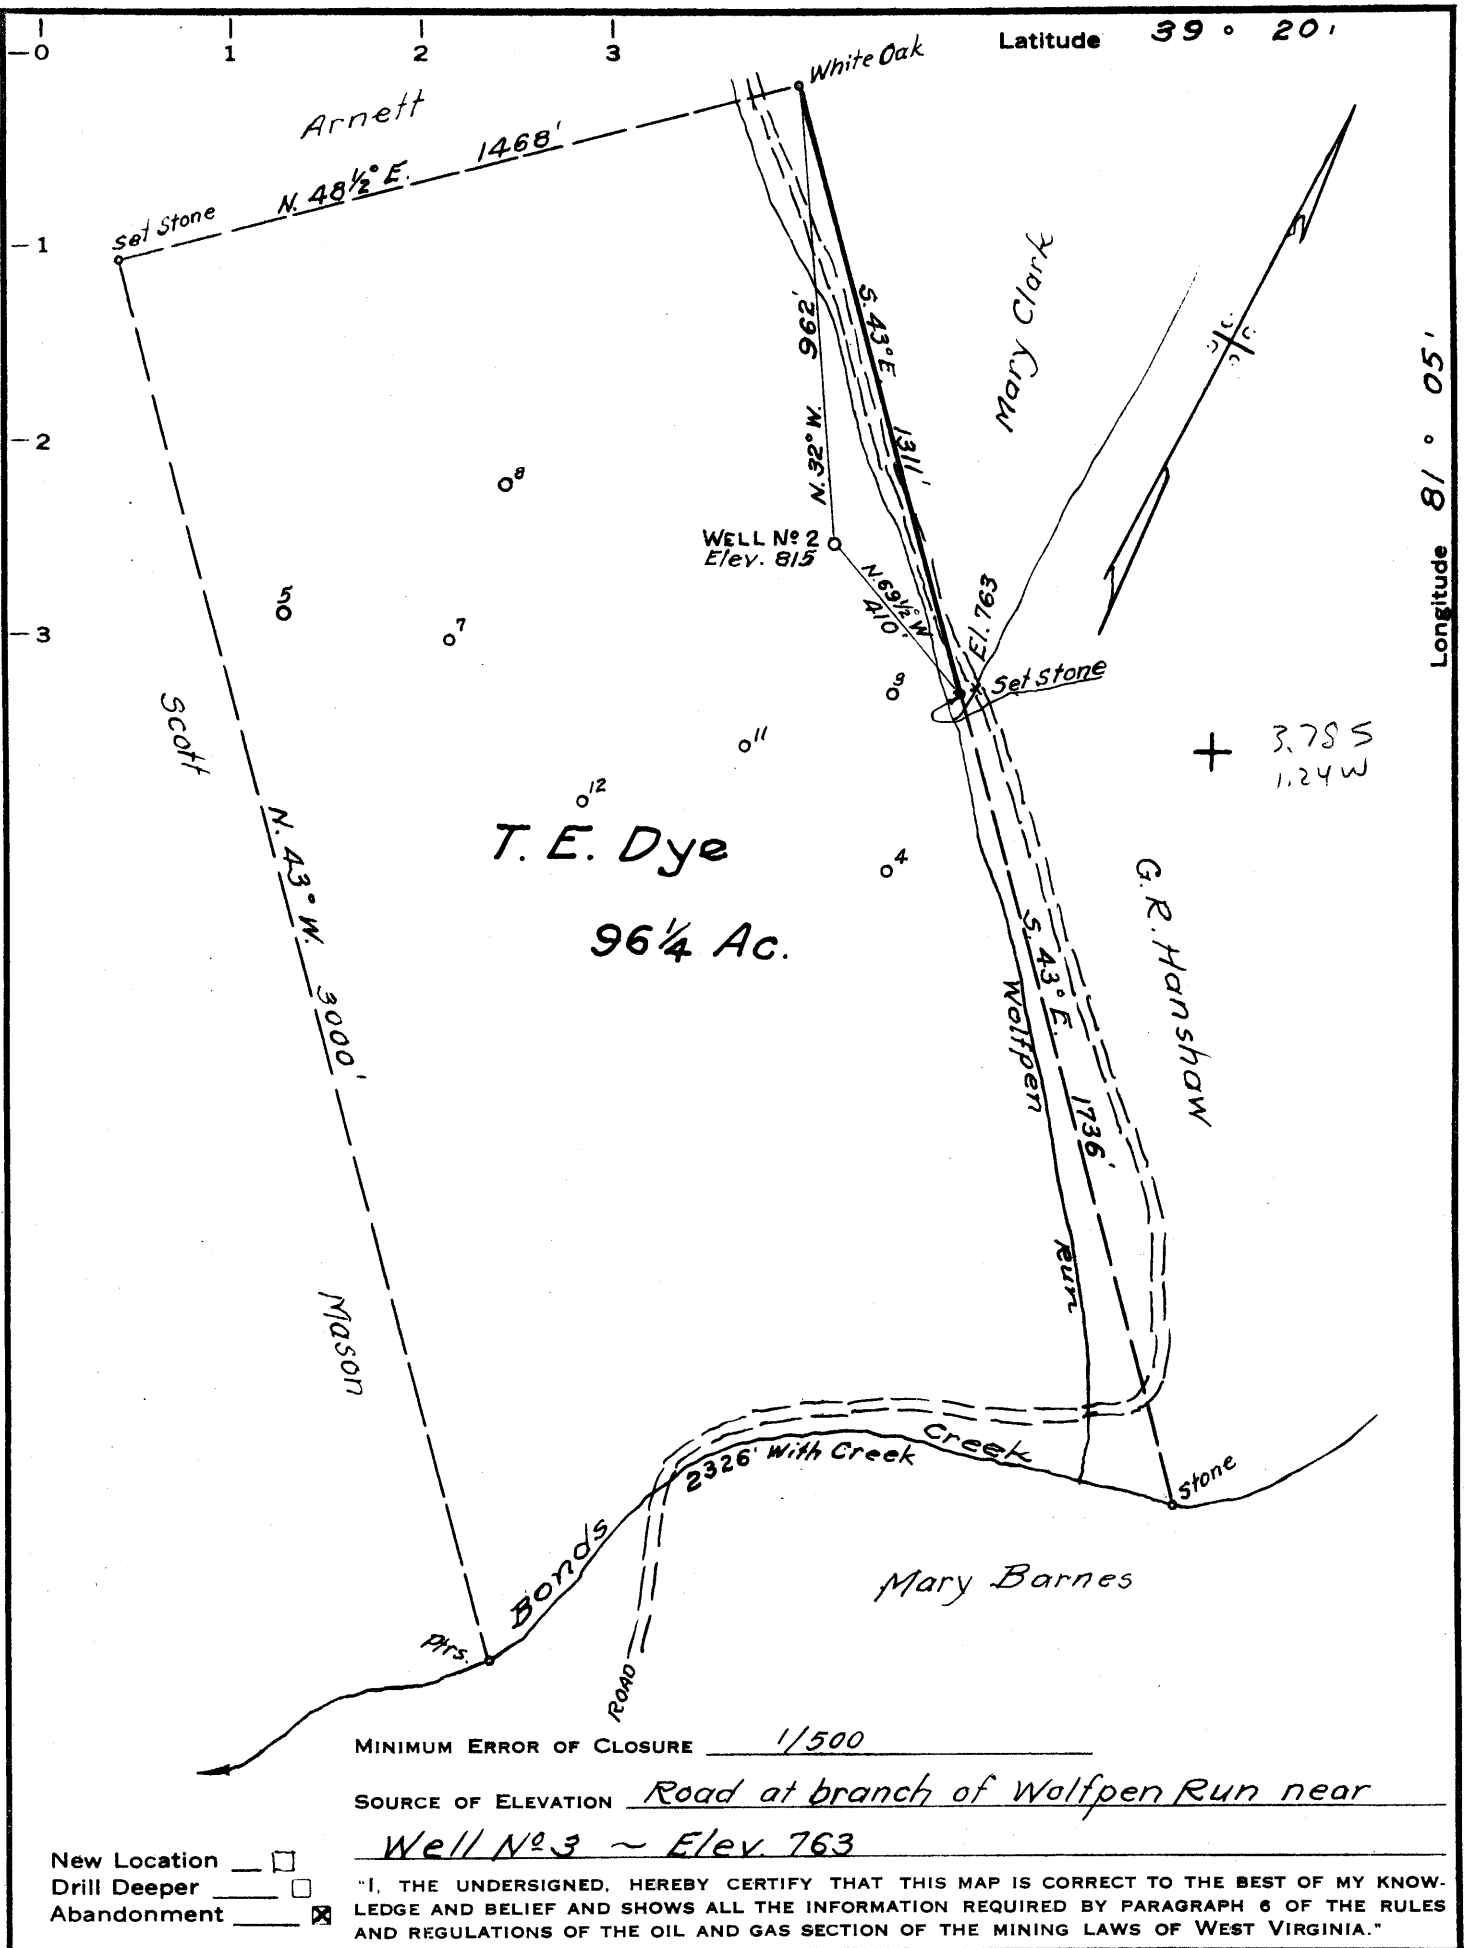 0 1 2 3
Latitude 39° 20'
White Oak
Arnett
1468'
N. 48½° E.
Set Stone
1
2
3
Mary Clark
S. 43° E. 1311'
N. 32° W. 962'
8
WELL Nº 2
Elev. 815
N. 69½° W.
410'
El. 763
Set Stone
Longitude 81° 05'
5
7
9
11
12
4
3.78 S
1.24 W
Scott
T. E. Dye
96¼ Ac.
N. 43° W. 3000'
G. R. Hanshaw
S. 43° E. 1736'
Wolfpen Run
Mason
Creek
2326' With Creek
Stone
Bonds
Mary Barnes
Ptrs.
ROAD
MINIMUM ERROR OF CLOSURE 1/500
SOURCE OF ELEVATION Road at branch of Wolfpen Run near
Well Nº 3 ~ Elev. 763
New Location
Drill Deeper
Abandonment
"I, THE UNDERSIGNED, HEREBY CERTIFY THAT THIS MAP IS CORRECT TO THE BEST OF MY KNOW-
LEDGE AND BELIEF AND SHOWS ALL THE INFORMATION REQUIRED BY PARAGRAPH 6 OF THE RULES
AND REGULATIONS OF THE OIL AND GAS SECTION OF THE MINING LAWS OF WEST VIRGINIA."